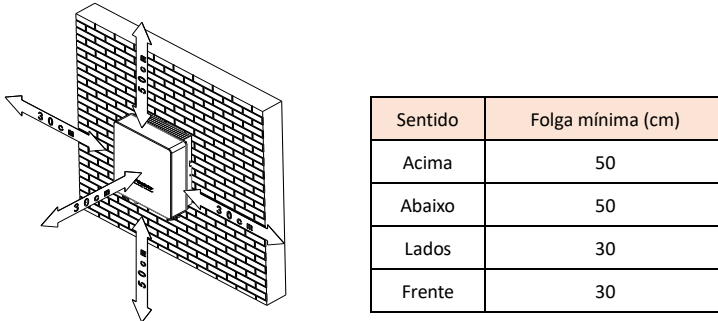 50cm
30cm
30cm
30cm
50cm
Sentido Folga mínima (cm)
Acima 50
Abaixo 50
Lados 30
Frente 30